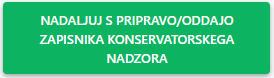 NADALJUJ S PRIPRAVO/ODDAJO
ZAPISNIKA KONSERVATORSKEGA
NADZORA